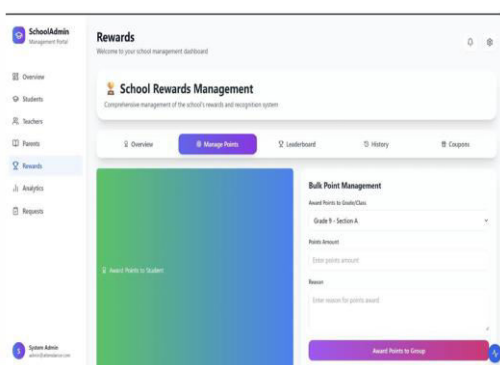 SchoolAdmin
Management Portal
Overview
Students
Teachers
Parents
Rewards
Analytics
Requests
System Admin
Rewards
Welcome to your school management dashboard
School Rewards Management
Comprehensive management of the school's rewards and recognition system
Overview
Manage Points
Leaderboard
History
Coupons
Award Points to Student
Bulk Point Management
Award Points to Grade/Class
Grade 9 - Section A
Points Amount
Enter points amount
Reason
Enter reason for points award
Award Points to Group
S